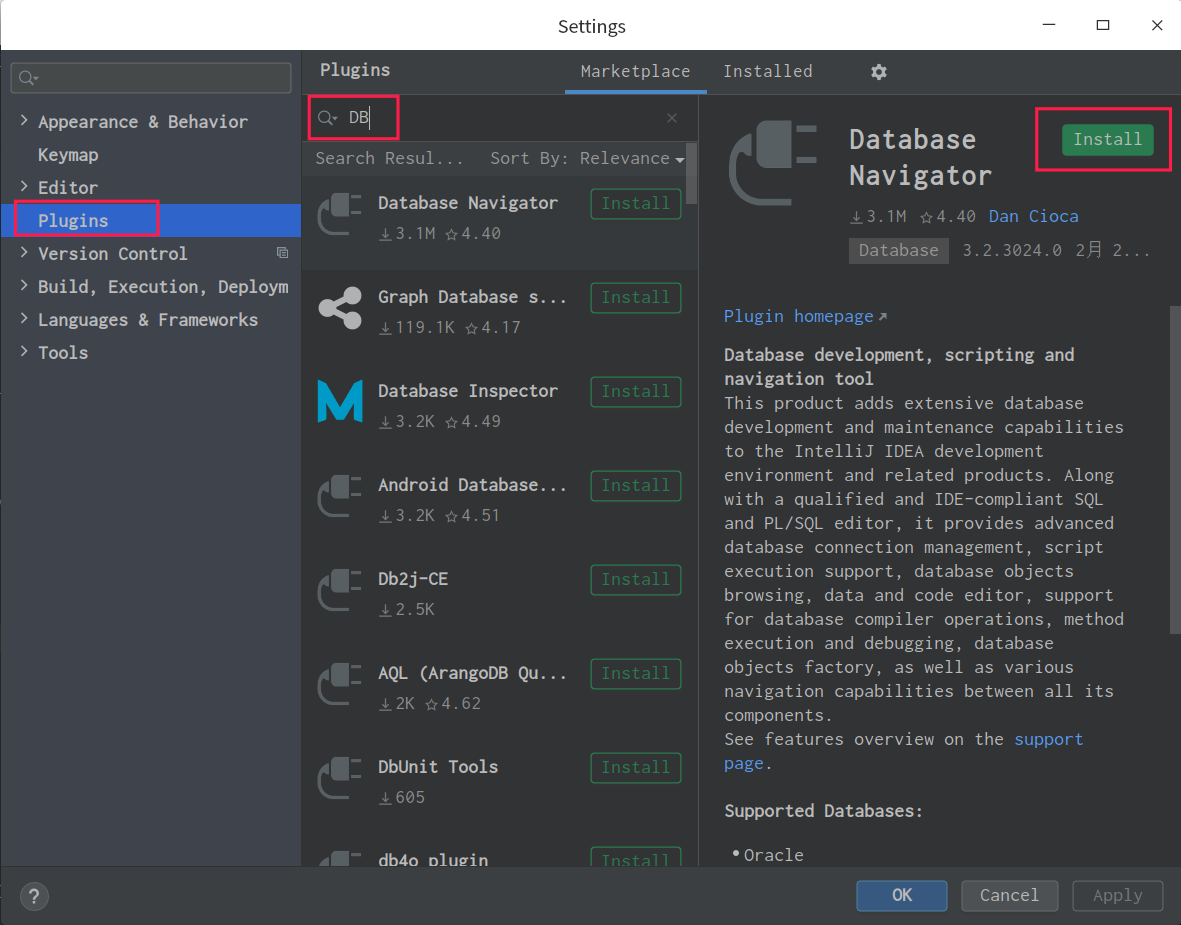 Settings
Appearance & Behavior
Keymap
Editor
Plugins
Version Control
Build, Execution, Deploym
Languages & Frameworks
Tools
Plugins
Marketplace
Installed
DB
Search Resul... Sort By: Relevance
Database Navigator
Install
3.1M 4.40
Graph Database s...
Install
119.1K 4.17
Database Inspector
Install
3.2K 4.49
Android Database...
Install
3.2K 4.51
Db2j-CE
Install
2.5K
AQL (ArangoDB Qu...
Install
2K 4.62
DbUnit Tools
Install
605
db4o plugin
Install
Database
Navigator
Install
3.1M 4.40 Dan Cioca
Database 3.2.3024.0 2月 2...
Plugin homepage
Database development, scripting and
navigation tool
This product adds extensive database
development and maintenance capabilities
to the IntelliJ IDEA development
environment and related products. Along
with a qualified and IDE-compliant SQL
and PL/SQL editor, it provides advanced
database connection management, script
execution support, database objects
browsing, data and code editor, support
for database compiler operations, method
execution and debugging, database
objects factory, as well as various
navigation capabilities between all its
components.
See features overview on the support
page.
Supported Databases:
• Oracle
?
OK
Cancel
Apply